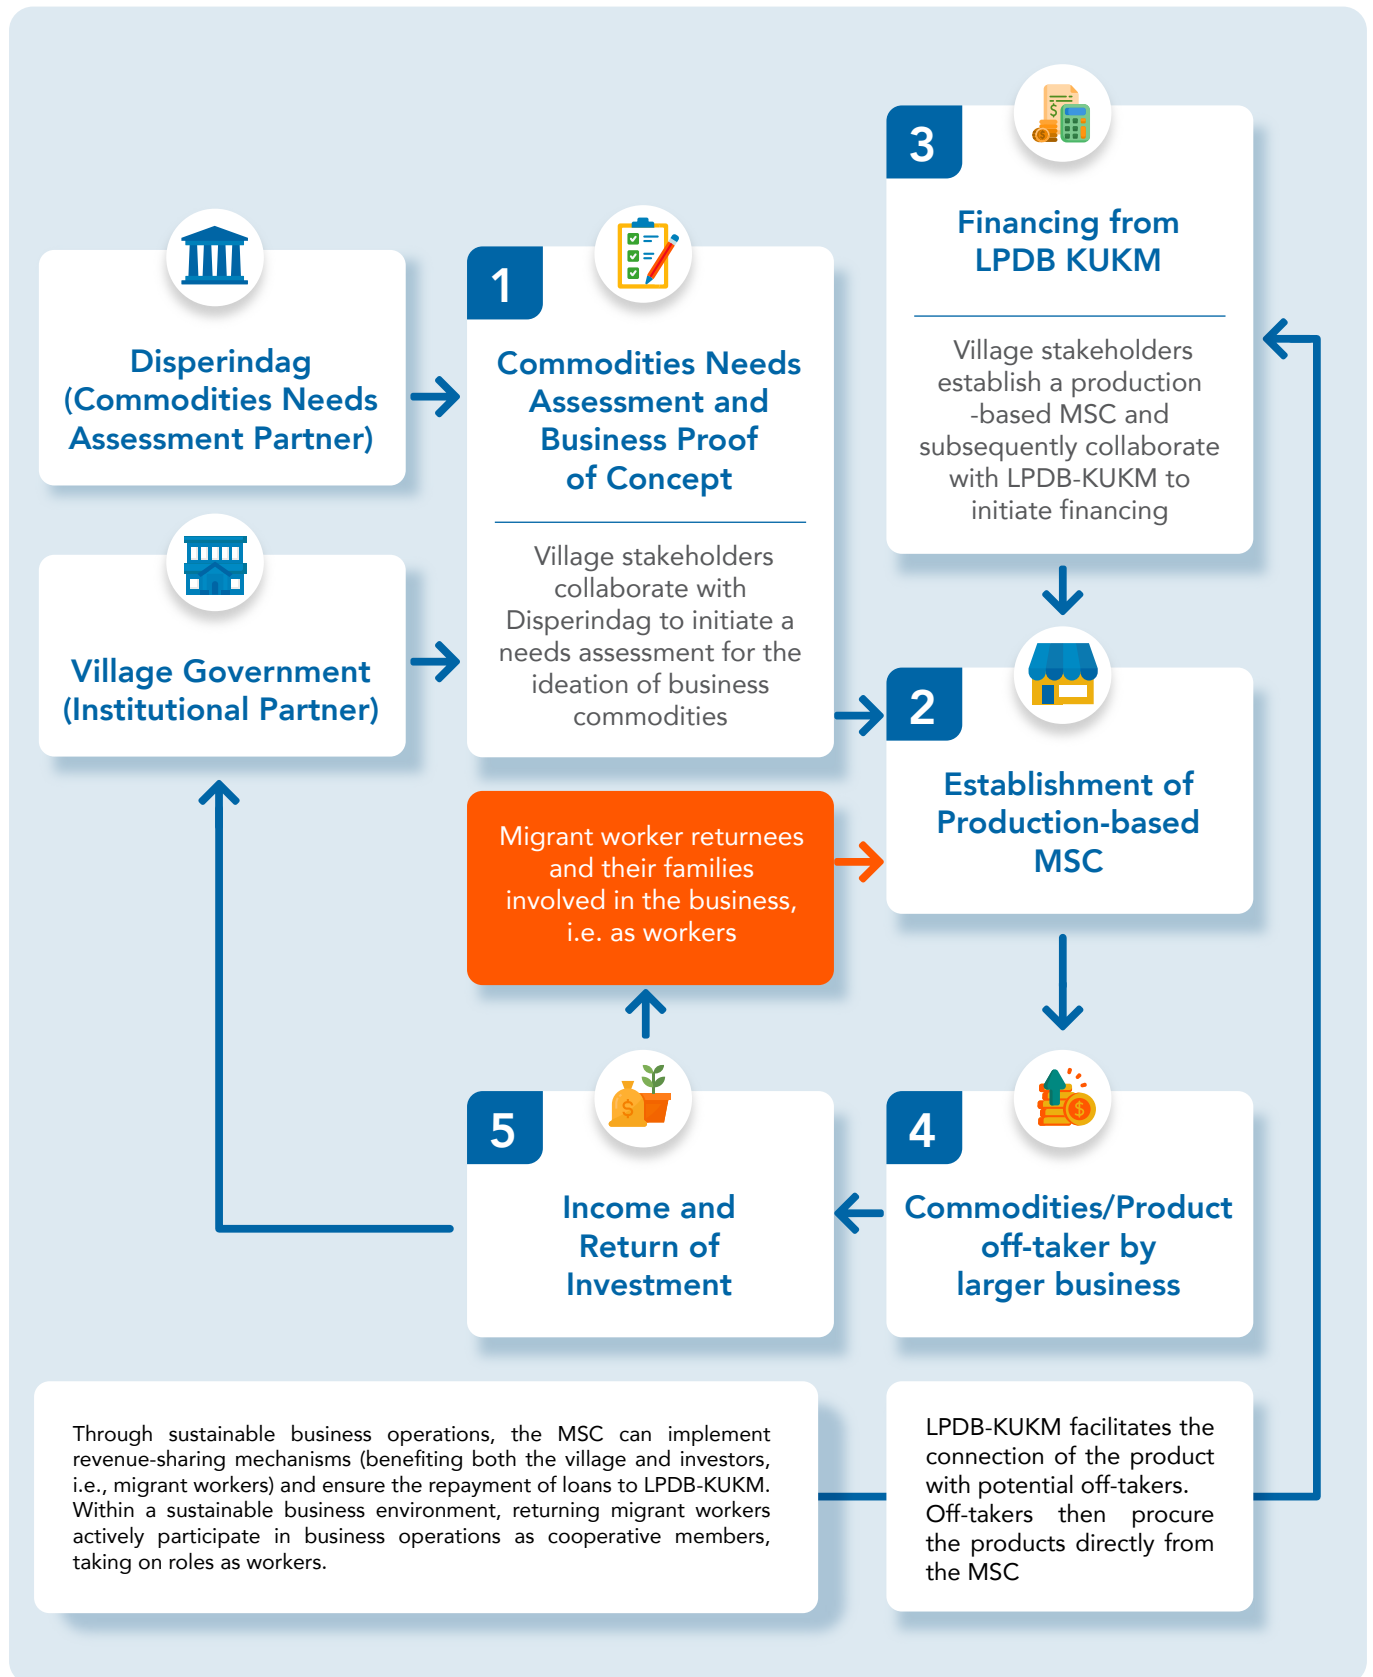 Disperindag
(Commodities Needs
Assessment Partner)
Village Government
(Institutional Partner)
1
Commodities Needs
Assessment and
Business Proof
of Concept
Village stakeholders
collaborate with
Disperindag to initiate a
needs assessment for the
ideation of business
commodities
3
Financing from
LPDB KUKM
Village stakeholders
establish a production
-based MSC and
subsequently collaborate
with LPDB-KUKM to
initiate financing
2
Establishment of
Production-based
MSC
Migrant worker returnees
and their families
involved in the business,
i.e. as workers
5
Income and
Return of
Investment
4
Commodities/Product
off-taker by
larger business
Through sustainable business operations, the MSC can implement
revenue-sharing mechanisms (benefiting both the village and investors,
i.e., migrant workers) and ensure the repayment of loans to LPDB-KUKM.
Within a sustainable business environment, returning migrant workers
actively participate in business operations as cooperative members,
taking on roles as workers.
LPDB-KUKM facilitates the
connection of the product
with potential off-takers.
Off-takers then procure
the products directly from
the MSC